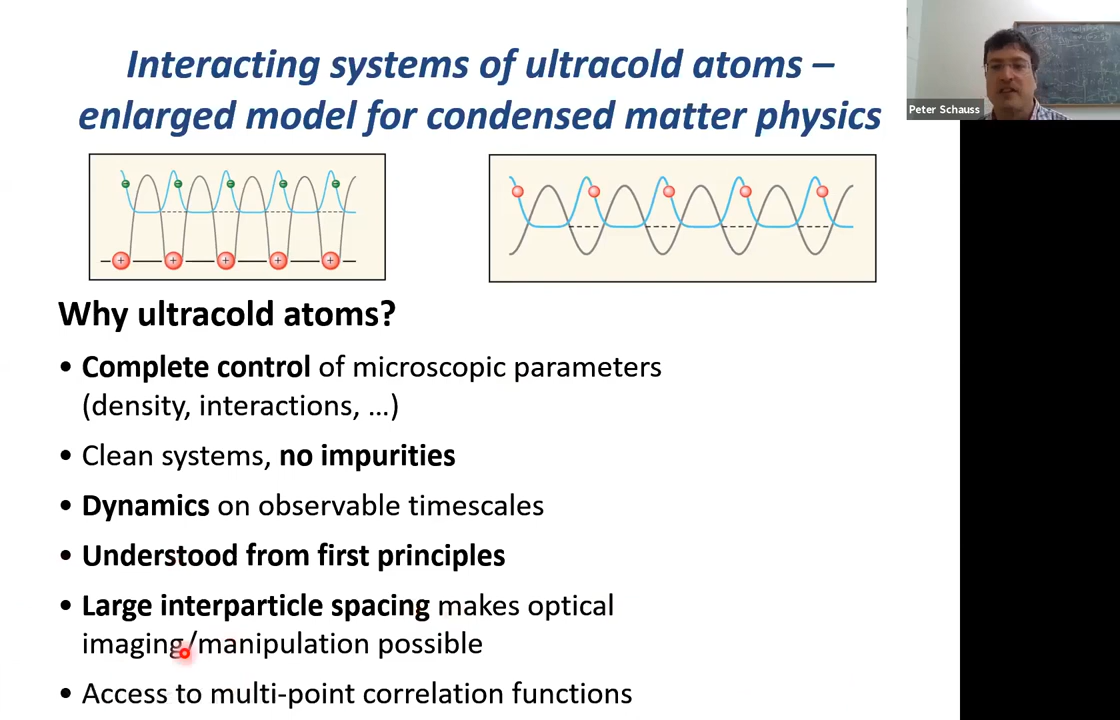 Interacting systems of ultracold atoms –
enlarged model for condensed matter physics
Peter Schauss
Why ultracold atoms?
• Complete control of microscopic parameters
(density, interactions, ...)
• Clean systems, no impurities
• Dynamics on observable timescales
• Understood from first principles
• Large interparticle spacing makes optical
imaging/manipulation possible
• Access to multi-point correlation functions